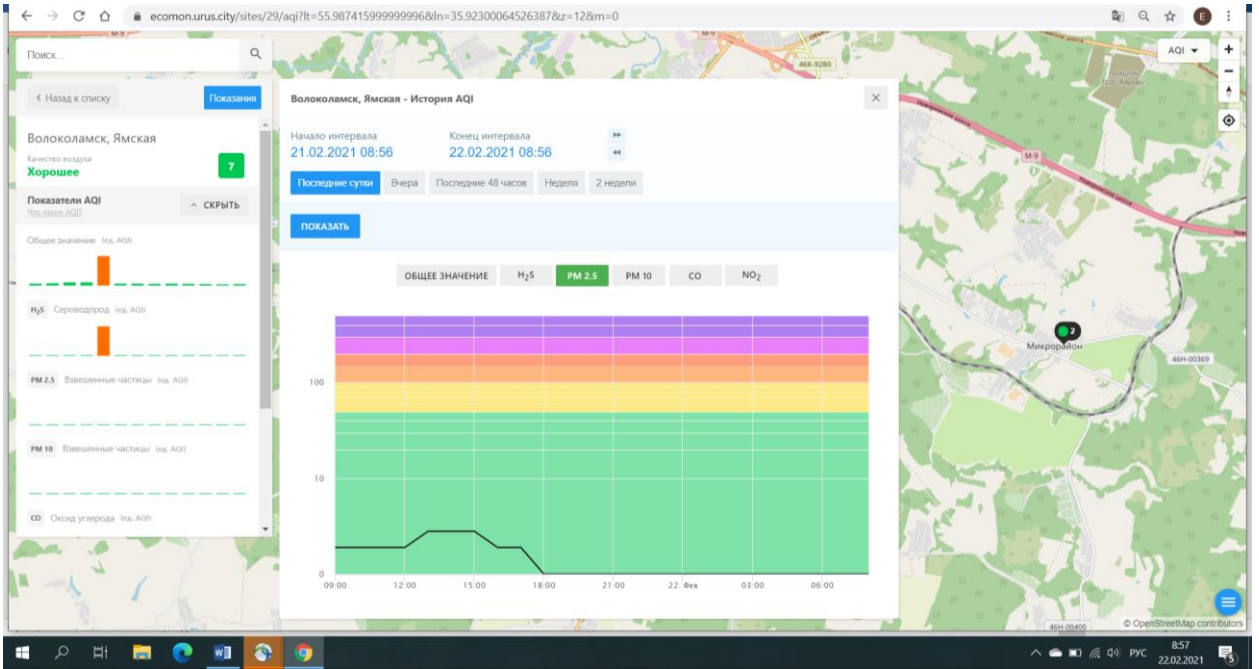 ecomon.urus.city/sites/29/aqi?lt=55.987415999999996&ln=35.92300064526387&z=12&m=0
E
Поиск...
М-9
М-9
46К-9280
AQI
Назад к списку
Показания
Волоколамск, Ямская
Качество воздуха
Хорошее
7
Показатели AQI
Что такое AQI?
СКРЫТЬ
Общее значение (ед. AQI)
H₂S Сероводород (ед. AQI)
PM 2.5 Взвешенные частицы (ед. AQI)
PM 10 Взвешенные частицы (ед. AQI)
CO Оксид углерода (ед. AQI)
Волоколамск, Ямская - История AQI
Начало интервала
Конец интервала
21.02.2021 08:56
22.02.2021 08:56
Последние сутки
Вчера
Последние 48 часов
Неделя
2 недели
ПОКАЗАТЬ
ОБЩЕЕ ЗНАЧЕНИЕ
H₂S
PM 2.5
PM 10
CO
NO₂
100
10
0
09:00
12:00
15:00
18:00
21:00
22. Фев
03:00
06:00
М-9
2
Микрорайон
46Н-00369
46Н-00400
© OpenStreetMap contributors
РУС
8:57
22.02.2021
5